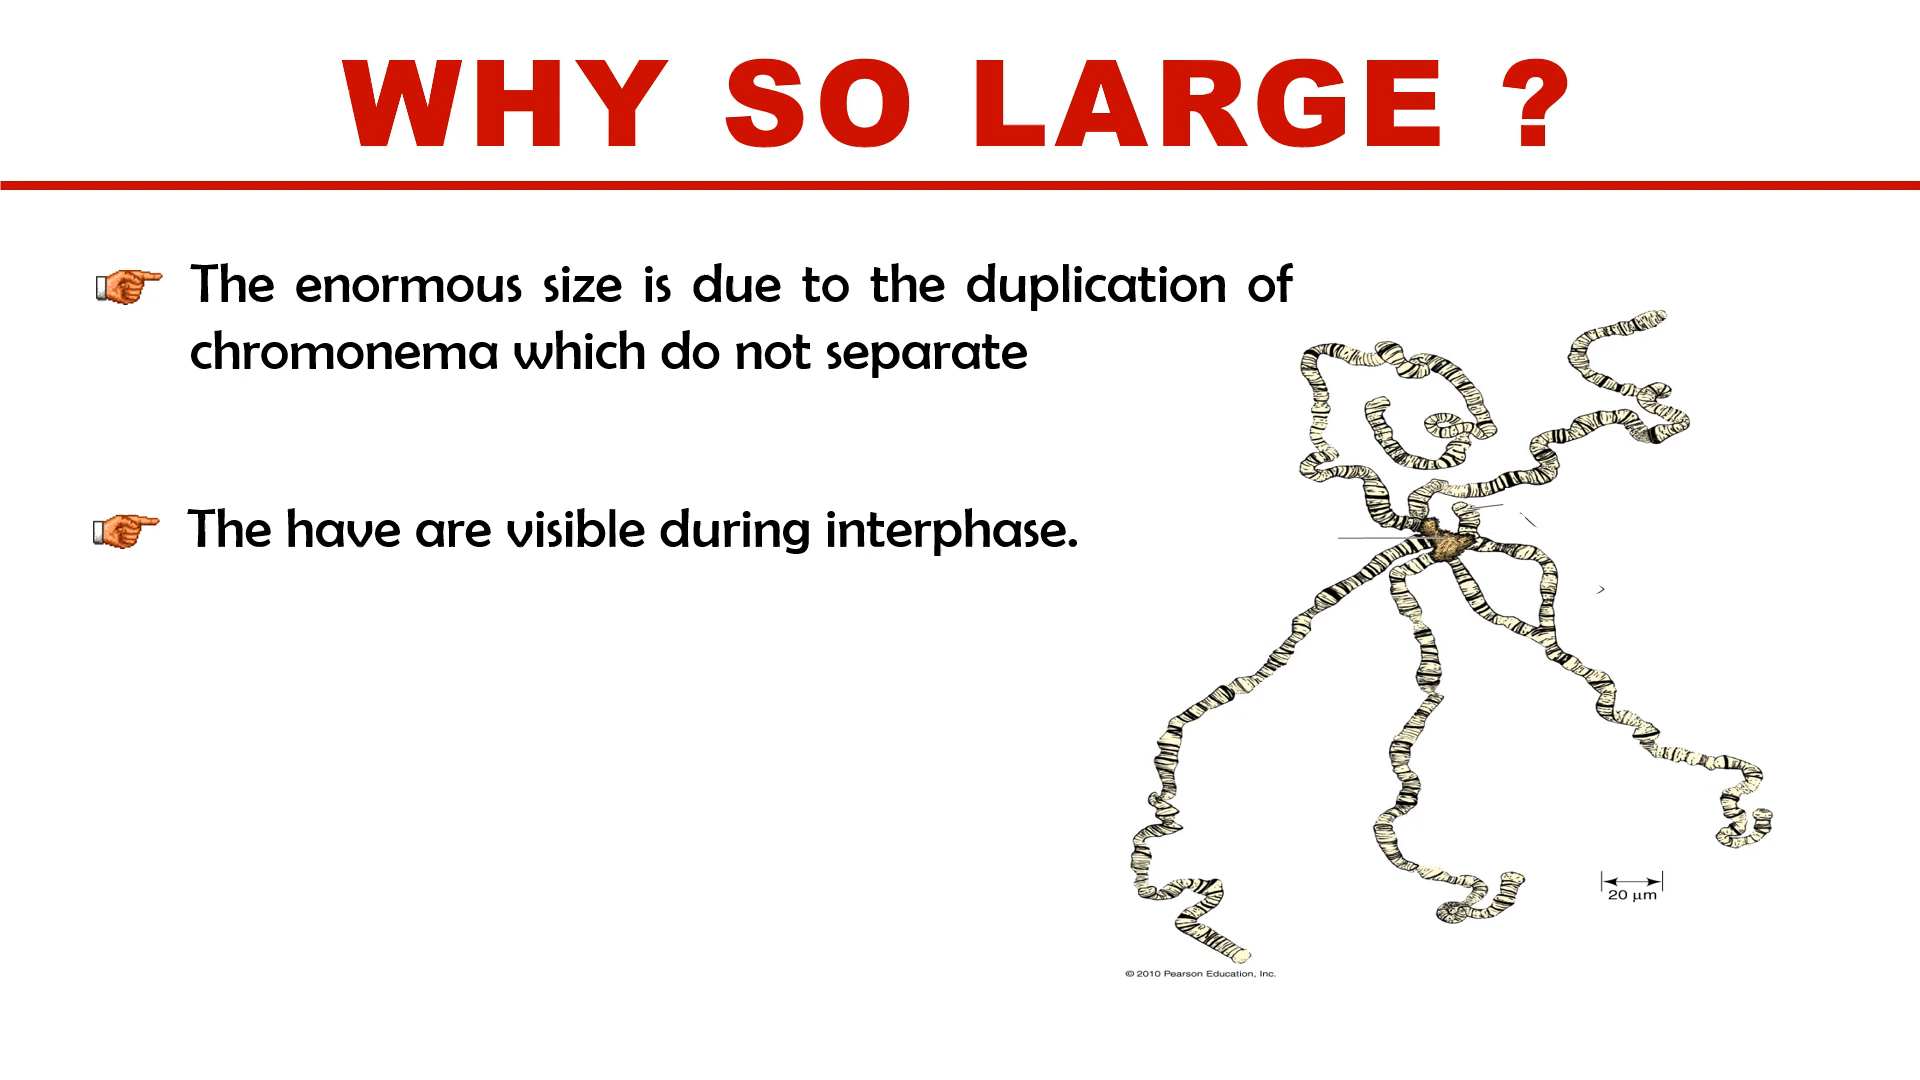 WHY SO LARGE ?
The enormous size is due to the duplication of
chromonema which do not separate
The have are visible during interphase.
20 µm
© 2010 Pearson Education, Inc.